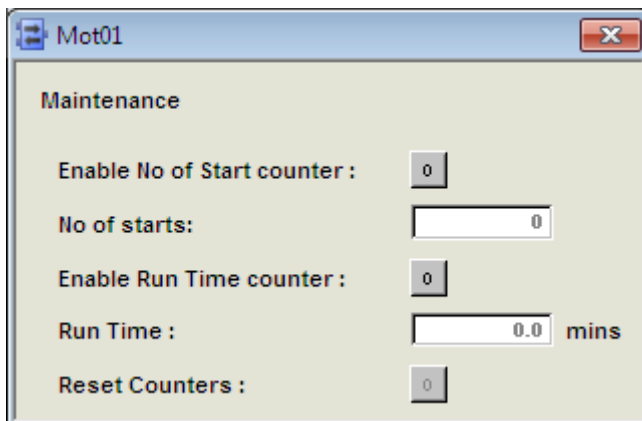 Mot01
Maintenance
Enable No of Start counter : 0
No of starts: 0
Enable Run Time counter : 0
Run Time : 0.0 mins
Reset Counters : 0